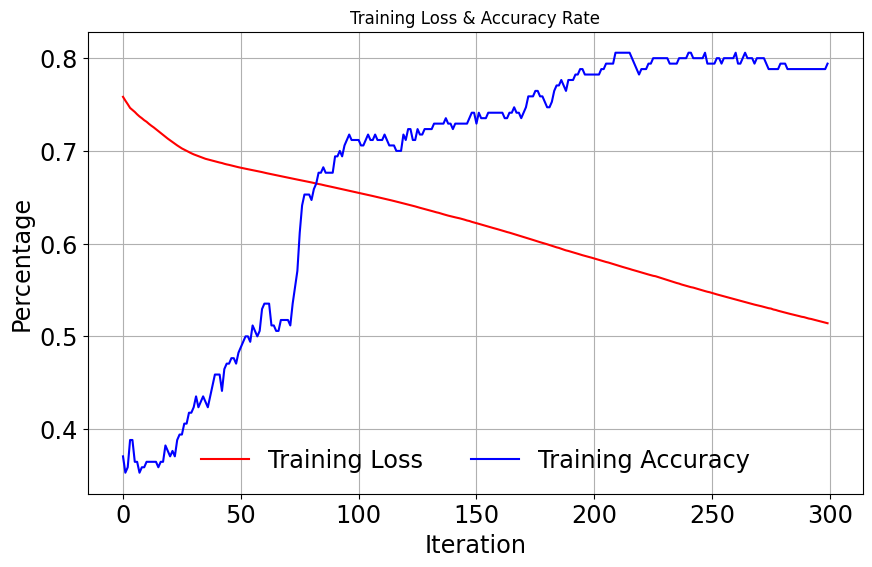 Training Loss & Accuracy Rate
0.8
0.7
0.6
0.5
0.4
Percentage
Training Loss
Training Accuracy
0 50 100 150 200 250 300
Iteration